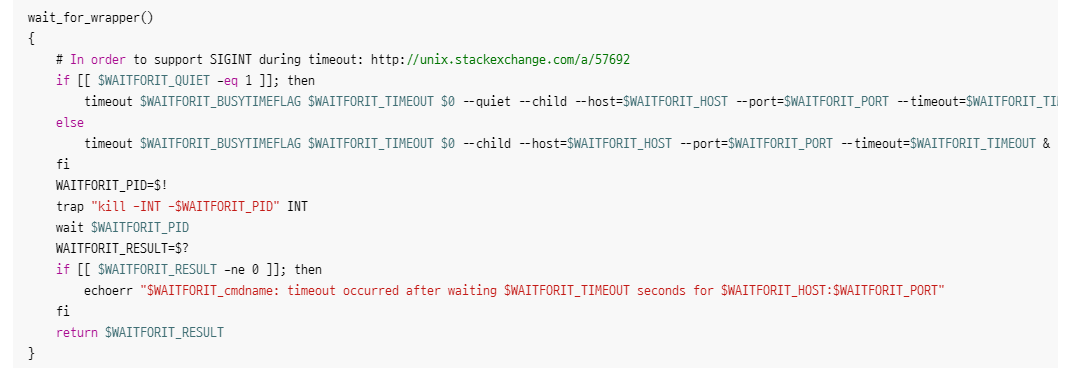 wait_for_wrapper()
{
    # In order to support SIGINT during timeout: http://unix.stackexchange.com/a/57692
    if [[ $WAITFORIT_QUIET -eq 1 ]]; then
        timeout $WAITFORIT_BUSYTIMEFLAG $WAITFORIT_TIMEOUT $0 --quiet --child --host=$WAITFORIT_HOST --port=$WAITFORIT_PORT --timeout=$WAITFORIT_TI
    else
        timeout $WAITFORIT_BUSYTIMEFLAG $WAITFORIT_TIMEOUT $0 --child --host=$WAITFORIT_HOST --port=$WAITFORIT_PORT --timeout=$WAITFORIT_TIMEOUT &
    fi
    WAITFORIT_PID=$!
    trap "kill -INT -$WAITFORIT_PID" INT
    wait $WAITFORIT_PID
    WAITFORIT_RESULT=$?
    if [[ $WAITFORIT_RESULT -ne 0 ]]; then
        echoerr "$WAITFORIT_cmdname: timeout occurred after waiting $WAITFORIT_TIMEOUT seconds for $WAITFORIT_HOST:$WAITFORIT_PORT"
    fi
    return $WAITFORIT_RESULT
}